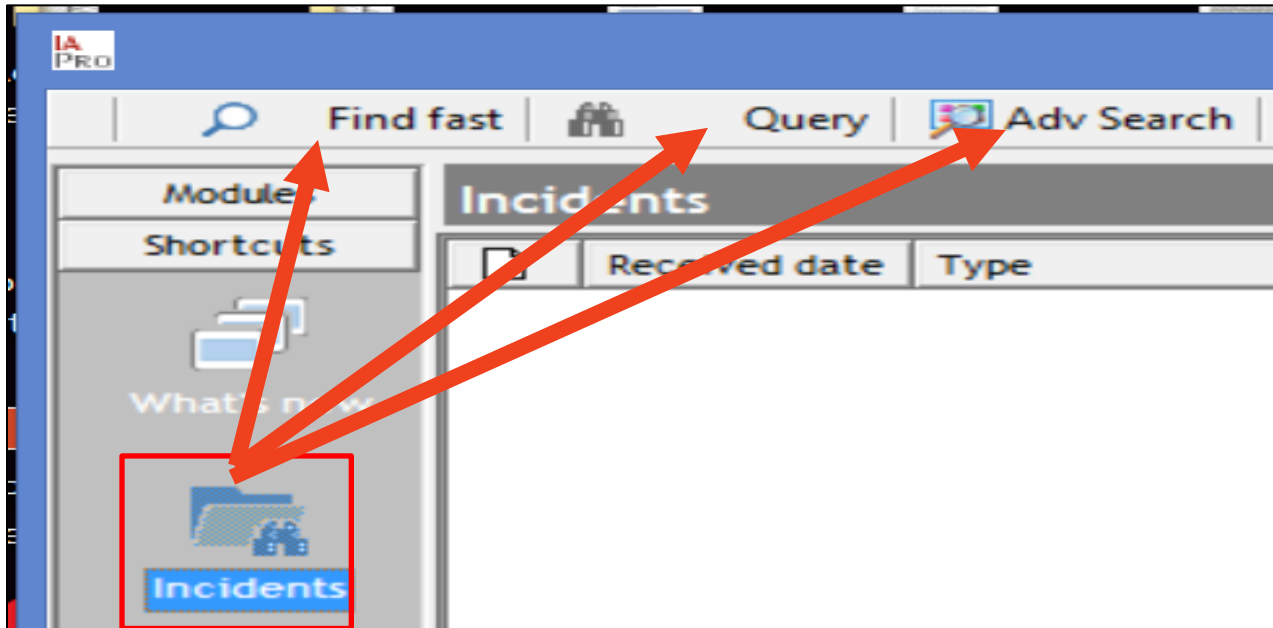 IA
PRO
Find fast Query Adv Search
Modules
Incidents
Shortcuts
Received date Type
What's new
Incidents